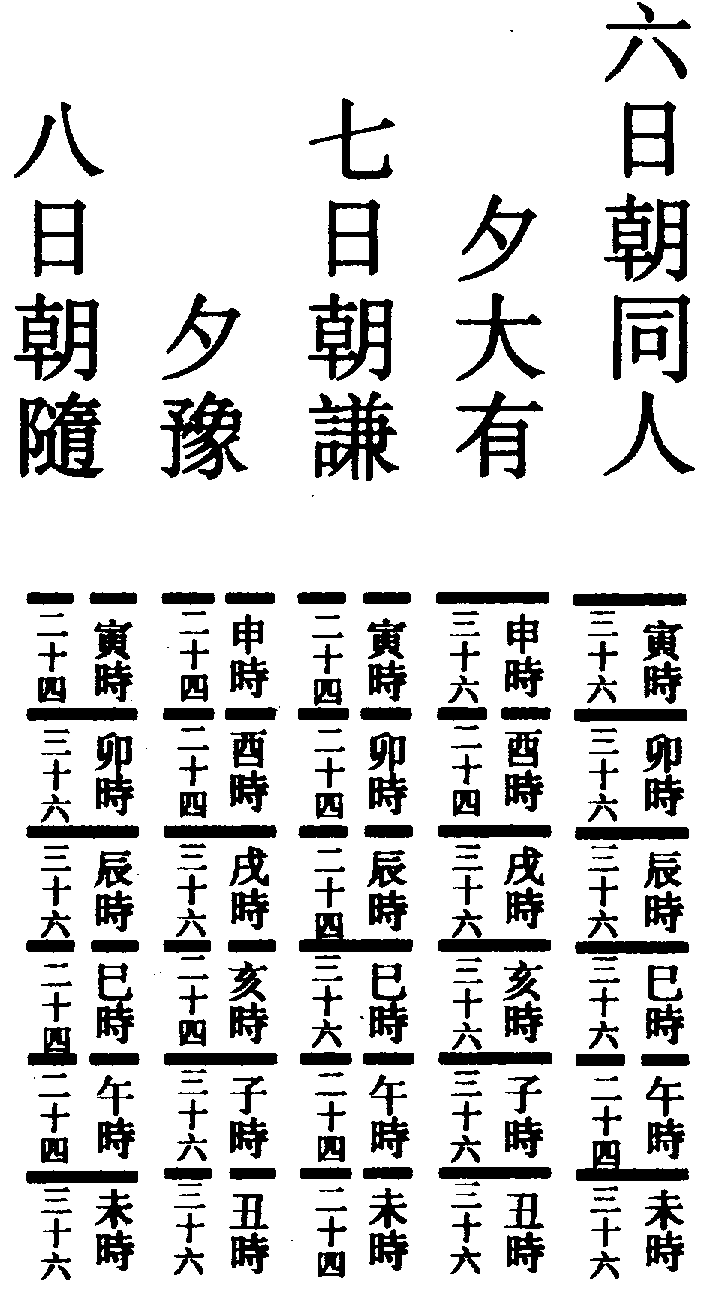 六日朝同人
寅時
三十六
卯時
三十六
辰時
三十六
巳時
三十六
午時
二十四
未時
三十六
夕大有
申時
三十六
酉時
二十四
戌時
三十六
亥時
三十六
子時
三十六
丑時
三十六
七日朝謙
寅時
二十四
卯時
二十四
辰時
二十四
巳時
三十六
午時
二十四
未時
二十四
夕豫
申時
二十四
酉時
二十四
戌時
三十六
亥時
二十四
子時
三十六
丑時
三十六
八日朝隨
寅時
二十四
卯時
三十六
辰時
三十六
巳時
二十四
午時
二十四
未時
三十六